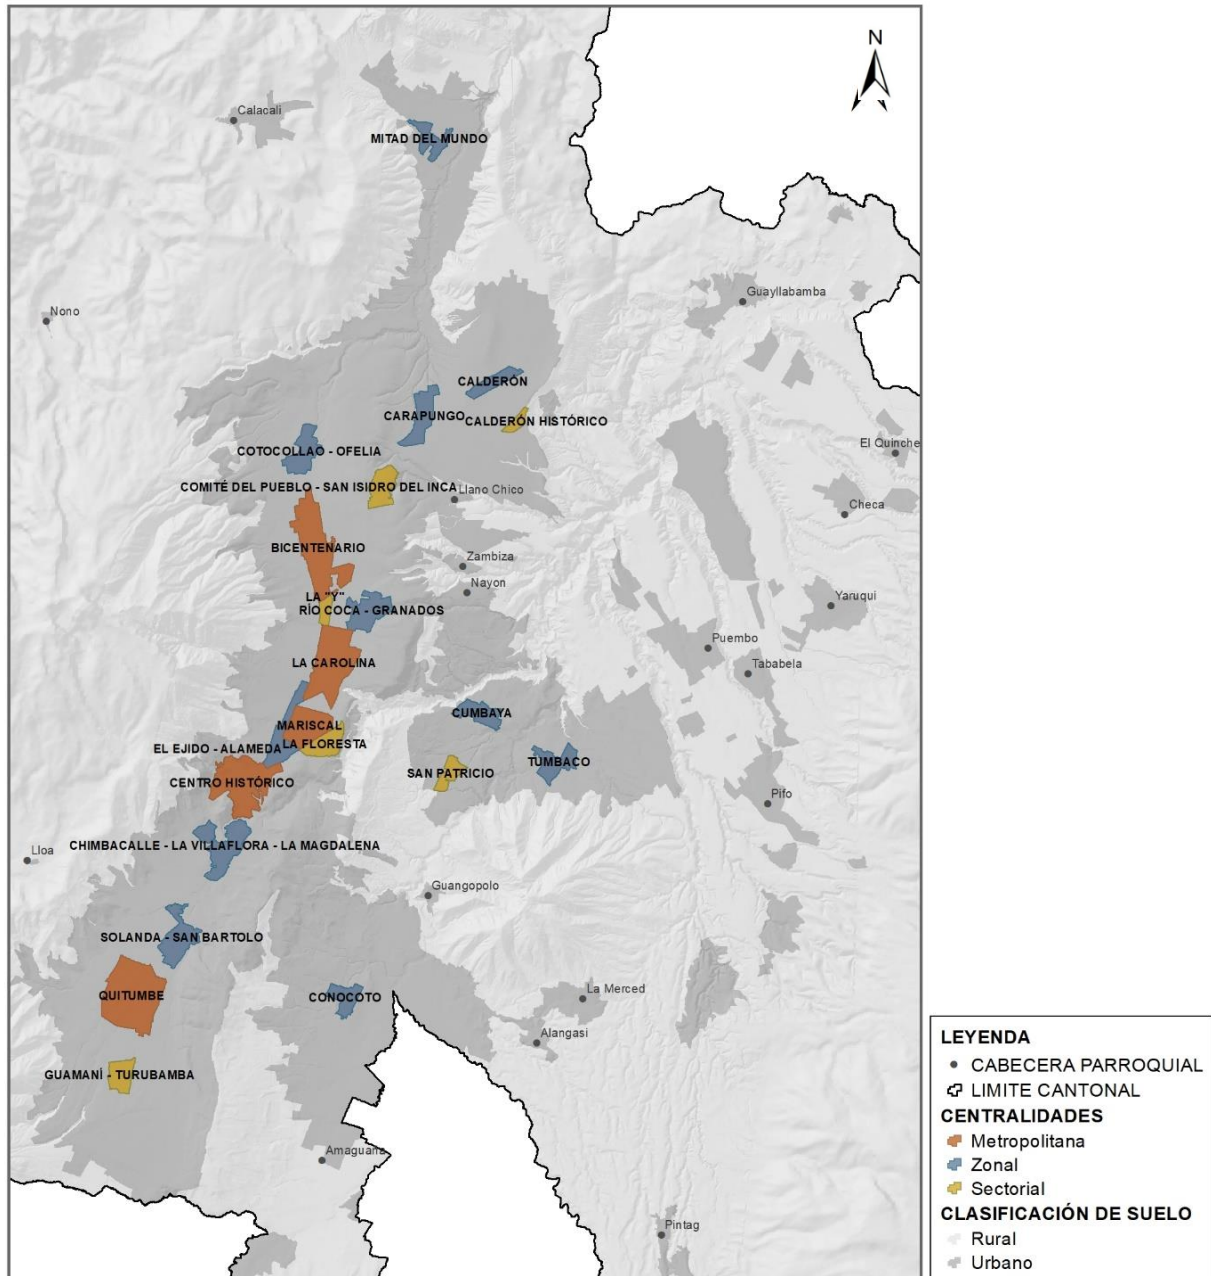 N
Calacali
MITAD DEL MUNDO
Guayllabamba
Nono
CALDERÓN
CARAPUNGO
CALDERÓN HISTÓRICO
El Quinche
COTOCOLLAO - OFELIA
COMITÉ DEL PUEBLO - SAN ISIDRO DEL INCA
Llano Chico
Checa
BICENTENARIO
Zambiza
Nayon
LA "Y"
RÍO COCA - GRANADOS
Yaruqui
Puembo
LA CAROLINA
Tababela
CUMBAYA
MARISCAL
LA FLORESTA
EL EJIDO - ALAMEDA
TUMBACO
SAN PATRICIO
CENTRO HISTÓRICO
Pifo
CHIMBACALLE - LA VILLAFLORA - LA MAGDALENA
Lloa
Guangopolo
SOLANDA - SAN BARTOLO
QUITUMBE
CONOCOTO
La Merced
Alangasi
GUAMANÍ - TURUBAMBA
Amaguaña
Pintag
LEYENDA
CABECERA PARROQUIAL
LIMITE CANTONAL
CENTRALIDADES
Metropolitana
Zonal
Sectorial
CLASIFICACIÓN DE SUELO
Rural
Urbano